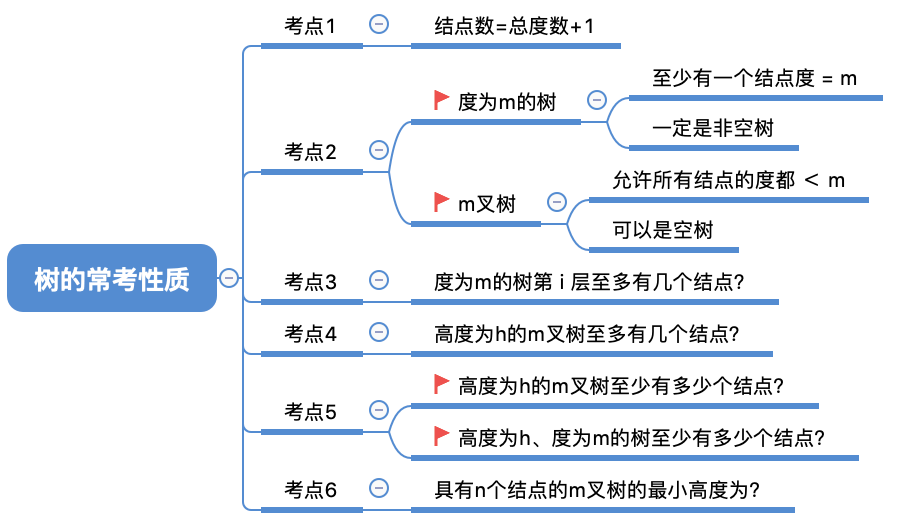 树的常考性质
考点1
结点数=总度数+1
考点2
度为m的树
至少有一个结点度 = m
一定是非空树
m叉树
允许所有结点的度都 ＜ m
可以是空树
考点3
度为m的树第 i 层至多有几个结点?
考点4
高度为h的m叉树至多有几个结点?
考点5
高度为h的m叉树至少有多少个结点?
高度为h、度为m的树至少有多少个结点?
考点6
具有n个结点的m叉树的最小高度为?